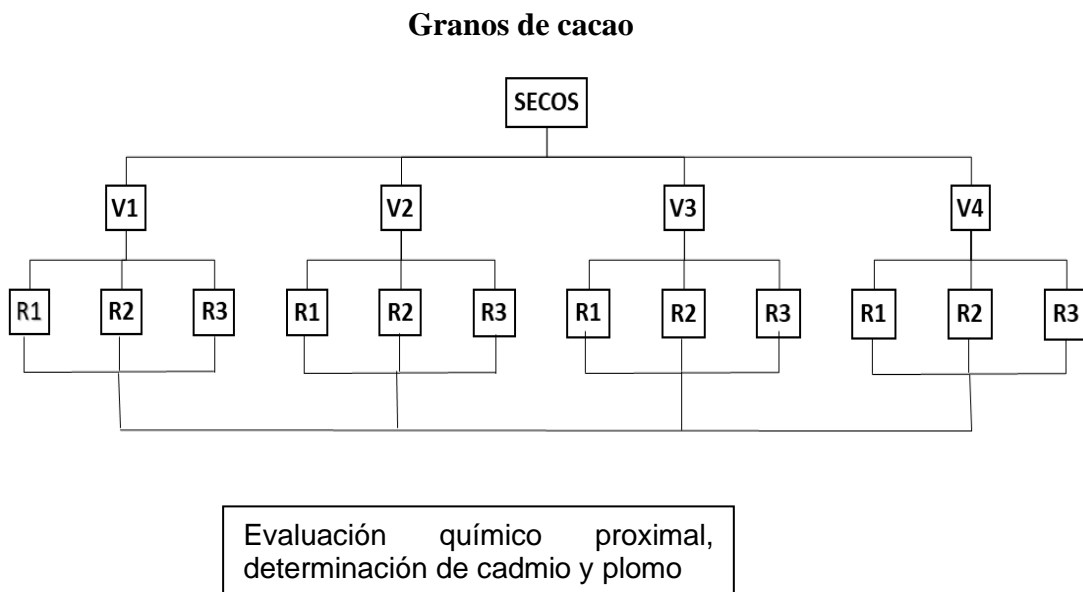 Granos de cacao
SECOS
V1 V2 V3 V4
R1 R2 R3 R1 R2 R3 R1 R2 R3 R1 R2 R3
Evaluación químico proximal,
determinación de cadmio y plomo